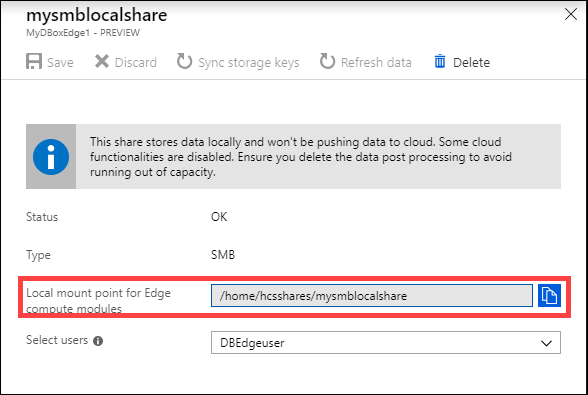 mysmblocalshare
MyDBoxEdge1 - PREVIEW
Save Discard Sync storage keys Refresh data Delete
This share stores data locally and won't be pushing data to cloud. Some cloud
functionalities are disabled. Ensure you delete the data post processing to avoid
running out of capacity.
Status OK
Type SMB
Local mount point for Edge
compute modules
/home/hcsshares/mysmblocalshare
Select users DBEdgeuser